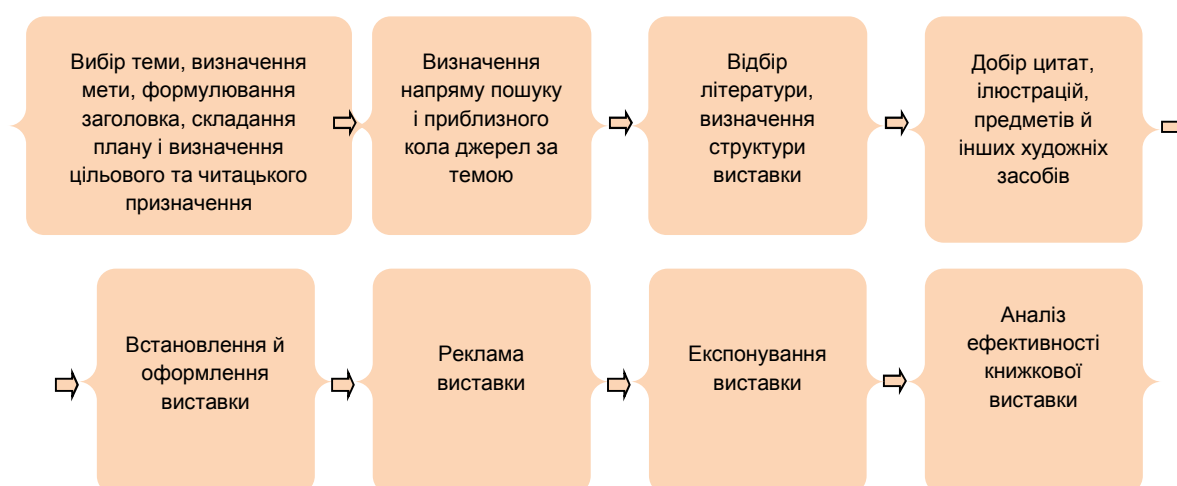 Вибір теми, визначення
мети, формулювання
заголовка, складання
плану і визначення
цільового та читацького
призначення
Визначення
напряму пошуку
і приблизного
кола джерел за
темою
Відбір
літератури,
визначення
структури
виставки
Добір цитат,
ілюстрацій,
предметів й
інших художніх
засобів
Встановлення й
оформлення
виставки
Реклама
виставки
Експонування
виставки
Аналіз
ефективності
книжкової
виставки